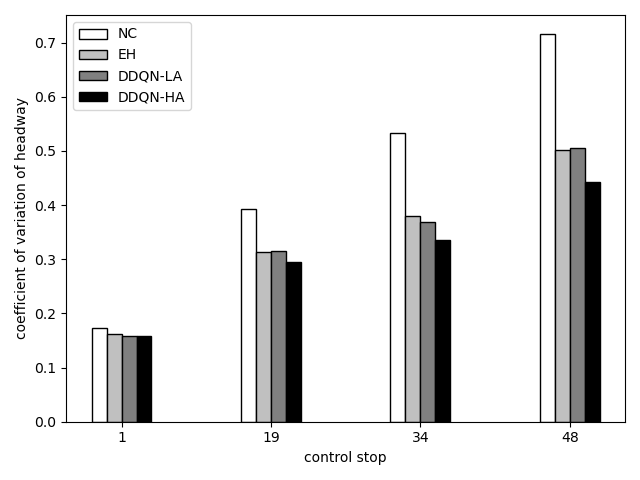 NC
EH
DDQN-LA
DDQN-HA
coefficient of variation of headway
0.7
0.6
0.5
0.4
0.3
0.2
0.1
0.0
1 19 34 48
control stop